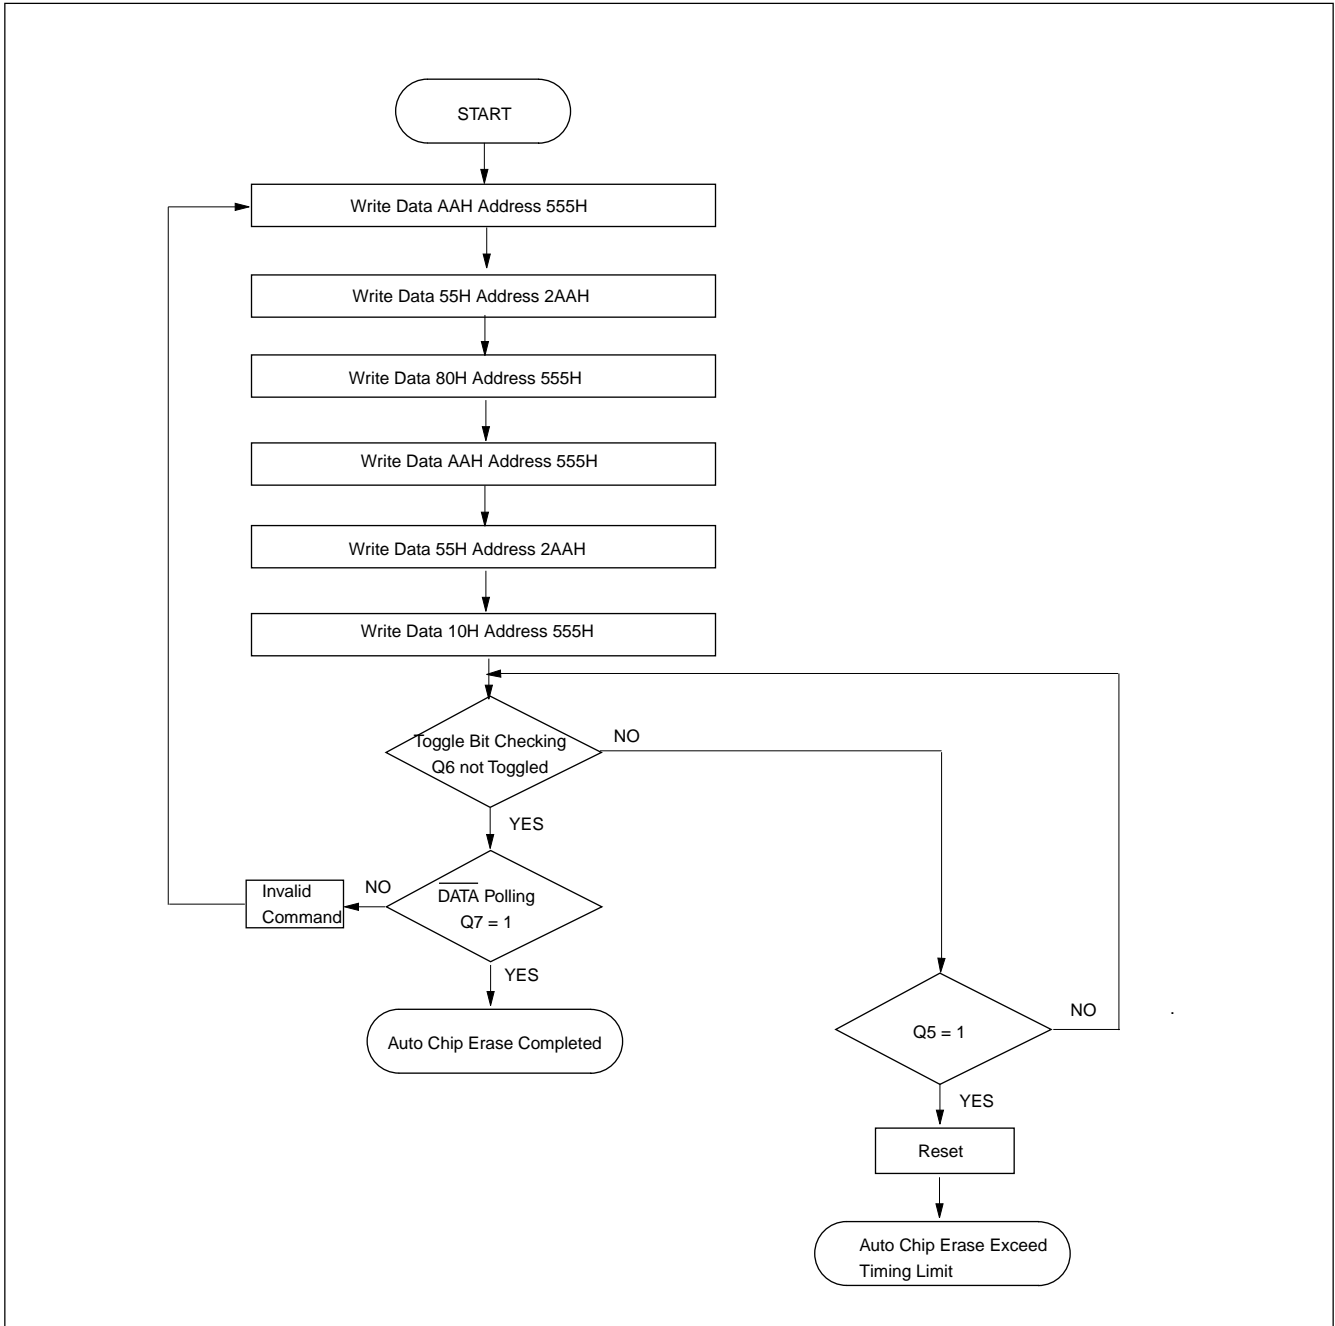 START
Write Data AAH Address 555H
Write Data 55H Address 2AAH
Write Data 80H Address 555H
Write Data AAH Address 555H
Write Data 55H Address 2AAH
Write Data 10H Address 555H
Toggle Bit Checking
Q6 not Toggled
NO
YES
DATA Polling
Q7 = 1
NO
Invalid
Command
YES
Auto Chip Erase Completed
Q5 = 1
NO
YES
Reset
Auto Chip Erase Exceed
Timing Limit